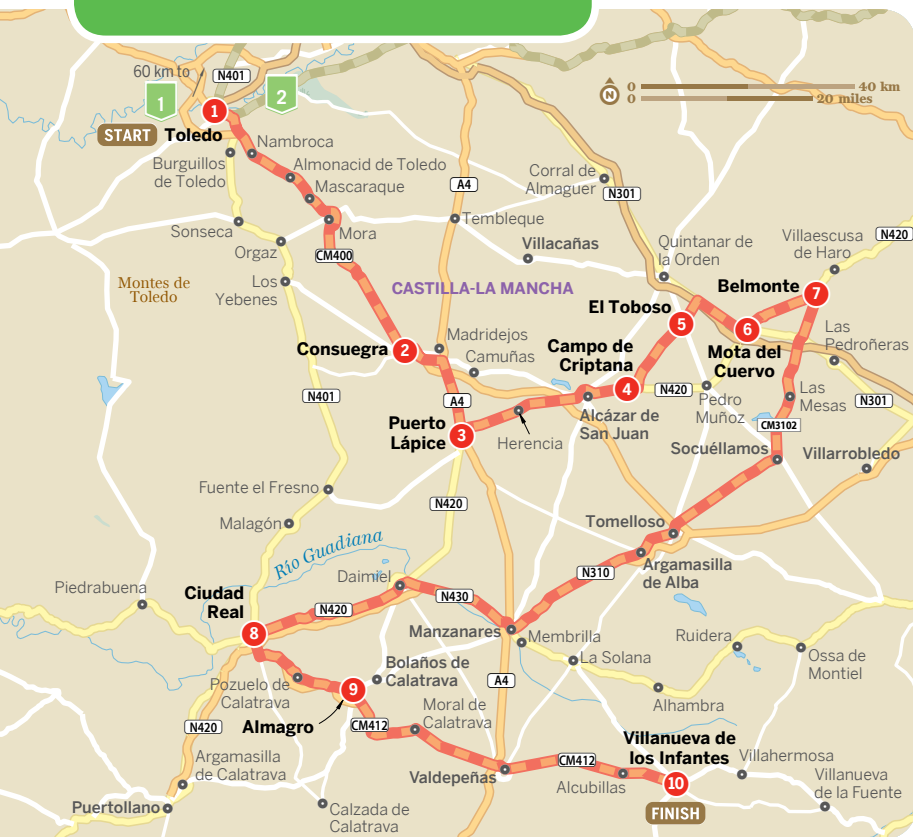 60 km to
N401
1
2
1
START
Toledo
N
0
40 km
0
20 miles
Nambroca
Burguillos
de Toledo
Almonacid de Toledo
Mascaraque
Mora
CM400
Sonseca
Orgaz
Los
Yebenes
Montes de
Toledo
A4
Tembleque
Corral de
Almaguer
N301
Villacañas
Quintanar de
la Orden
Villaescusa
de Haro
N420
CASTILLA-LA MANCHA
Belmonte
7
El Toboso
5
6
Mota del
Cuervo
Las
Pedroñeras
Consuegra
2
Madridejos
Camuñas
Campo de
Criptana
4
N420
Pedro
Muñoz
Las
Mesas
N301
N401
A4
Puerto
Lápice
3
Herencia
Alcázar de
San Juan
CM3102
Socuéllamos
Villarrobledo
Fuente el Fresno
N420
Malagón
Tomelloso
Argamasilla
de Alba
Río Guadiana
N310
Daimiel
Piedrabuena
Ciudad
Real
8
N420
N430
Manzanares
Membrilla
La Solana
Ruidera
Ossa de
Montiel
Alhambra
Pozuelo de
Calatrava
9
Bolaños de
Calatrava
A4
Almagro
CM412
Moral de
Calatrava
N420
Argamasilla
de Calatrava
Puertollano
Calzada de
Calatrava
Valdepeñas
CM412
Alcubillas
Villanueva de
los Infantes
10
FINISH
Villahermosa
Villanueva
de la Fuente